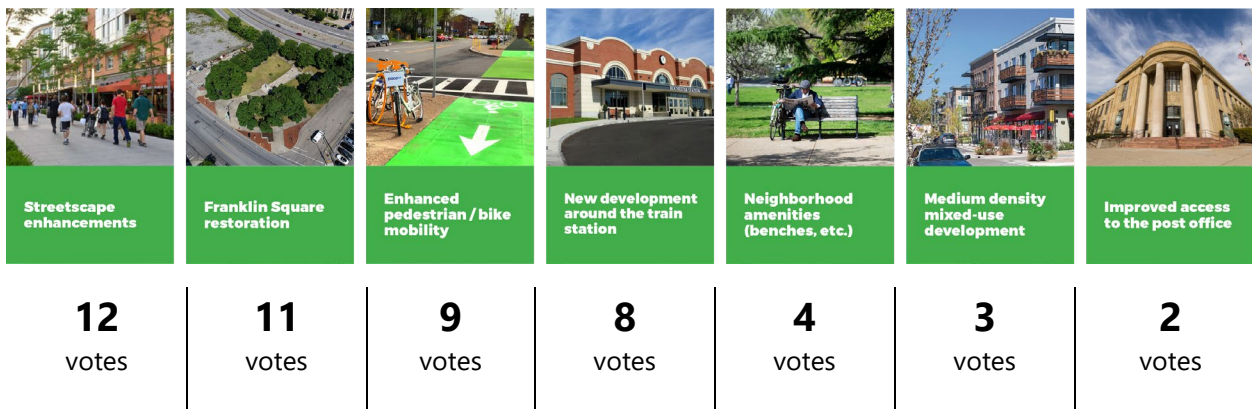 Streetscape
enhancements
Franklin Square
restoration
Enhanced
pedestrian / bike
mobility
New development
around the train
station
Neighborhood
amenities
(benches, etc.)
Medium density
mixed-use
development
Improved access
to the post office
12
votes
11
votes
9
votes
8
votes
4
votes
3
votes
2
votes